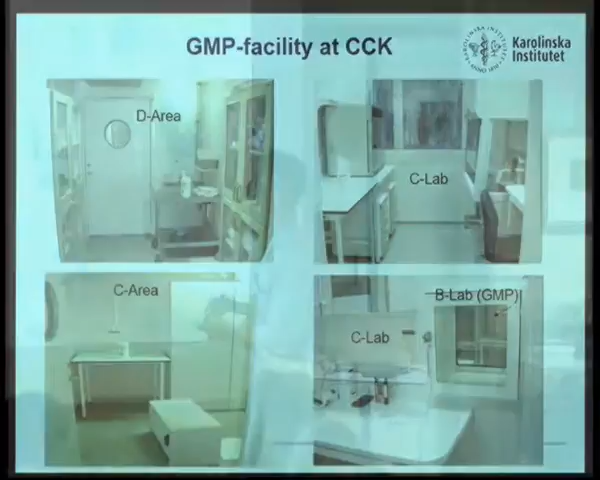 GMP-facility at CCK
Karolinska
Institutet
D-Area
C-Lab
C-Area
B-Lab (GMP)
C-Lab